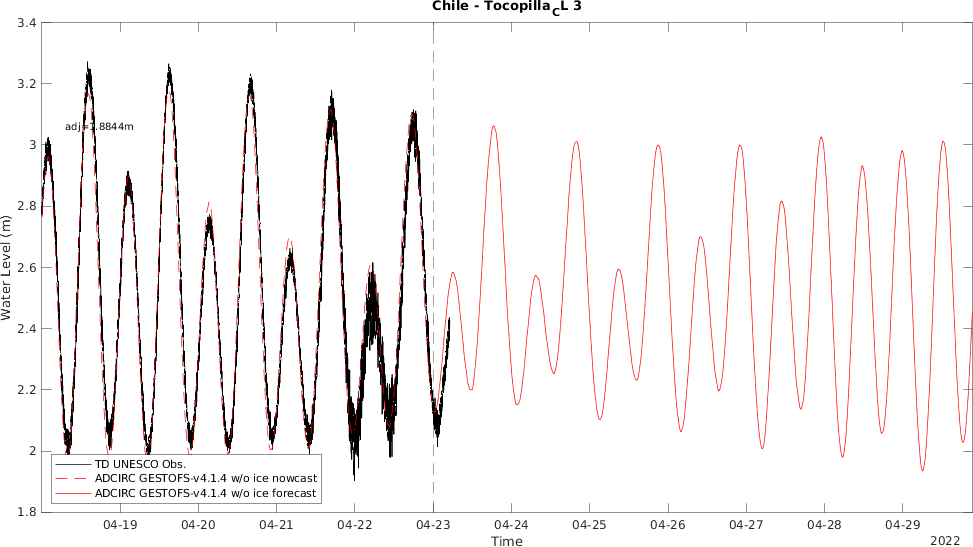 Chile - Tocopilla_CL 3
3.4
3.2
3
2.8
2.6
2.4
2.2
2
1.8
Water Level (m)
adj=1.8844m
TD UNESCO Obs.
ADCIRC GESTOFS-v4.1.4 w/o ice nowcast
ADCIRC GESTOFS-v4.1.4 w/o ice forecast
04-19 04-20 04-21 04-22 04-23 04-24 04-25 04-26 04-27 04-28 04-29
Time
2022